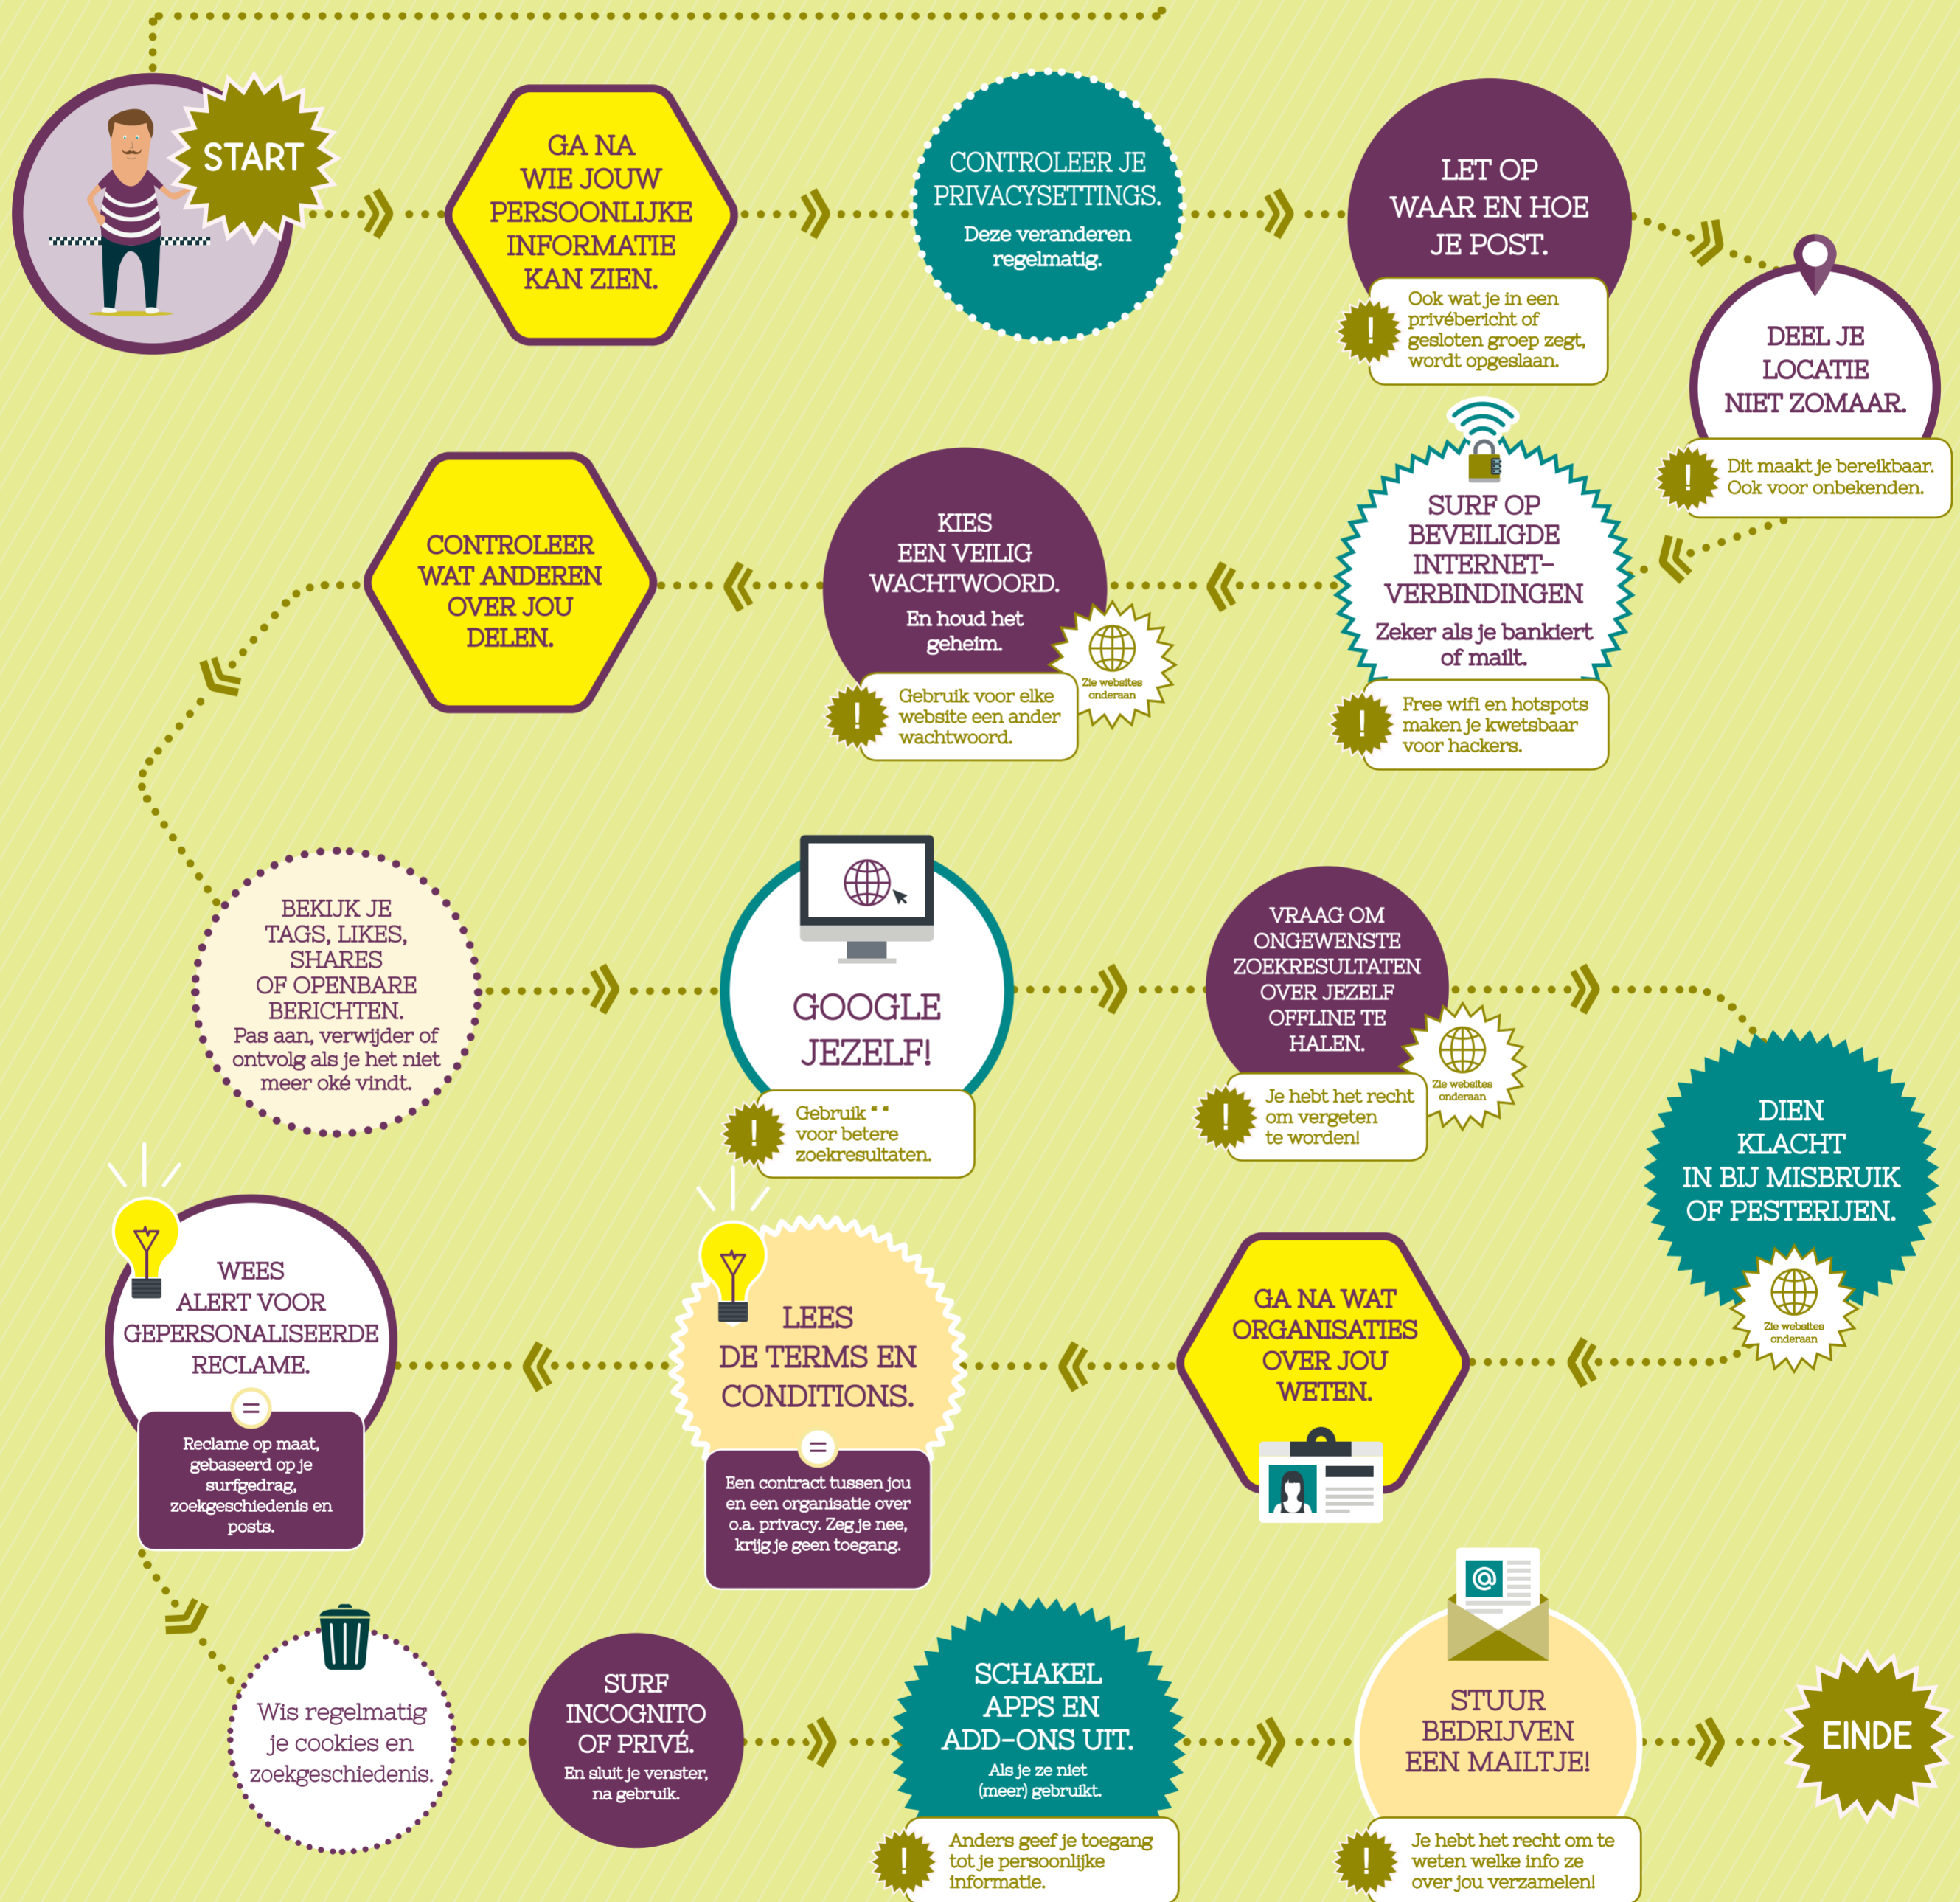 START
GA NA
WIE JOUW
PERSOONLIJKE
INFORMATIE
KAN ZIEN.
CONTROLEER JE
PRIVACYSETTINGS.
Deze veranderen
regelmatig.
LET OP
WAAR EN HOE
JE POST.
!
Ook wat je in een
privébericht of
gesloten groep zegt,
wordt opgeslaan.
DEEL JE
LOCATIE
NIET ZOMAAR.
!
Dit maakt je bereikbaar.
Ook voor onbekenden.
SURF OP
BEVEILIGDE
INTERNET-
VERBINDINGEN
Zeker als je bankiert
of mailt.
!
Free wifi en hotspots
maken je kwetsbaar
voor hackers.
KIES
EEN VEILIG
WACHTWOORD.
En houd het
geheim.
Zie websites
onderaan
!
Gebruik voor elke
website een ander
wachtwoord.
CONTROLEER
WAT ANDEREN
OVER JOU
DELEN.
BEKIJK JE
TAGS, LIKES,
SHARES
OF OPENBARE
BERICHTEN.
Pas aan, verwijder of
ontvolg als je het niet
meer oké vindt.
GOOGLE
JEZELF!
!
Gebruik " "
voor betere
zoekresultaten.
VRAAG OM
ONGEWENSTE
ZOEKRESULTATEN
OVER JEZELF
OFFLINE TE
HALEN.
Zie websites
onderaan
!
Je hebt het recht
om vergeten
te worden!
DIEN
KLACHT
IN BIJ MISBRUIK
OF PESTERIJEN.
Zie websites
onderaan
GA NA WAT
ORGANISATIES
OVER JOU
WETEN.
LEES
DE TERMS EN
CONDITIONS.
=
Een contract tussen jou
en een organisatie over
o.a. privacy. Zeg je nee,
krijg je geen toegang.
WEES
ALERT VOOR
GEPERSONALISEERDE
RECLAME.
=
Reclame op maat,
gebaseerd op je
surfgedrag,
zoekgeschiedenis en
posts.
Wis regelmatig
je cookies en
zoekgeschiedenis.
SURF
INCOGNITO
OF PRIVÉ.
En sluit je venster,
na gebruik.
SCHAKEL
APPS EN
ADD-ONS UIT.
Als je ze niet
(meer) gebruikt.
!
Anders geef je toegang
tot je persoonlijke
informatie.
@
STUUR
BEDRIJVEN
EEN MAILTJE!
!
Je hebt het recht om te
weten welke info ze
over jou verzamelen!
EINDE